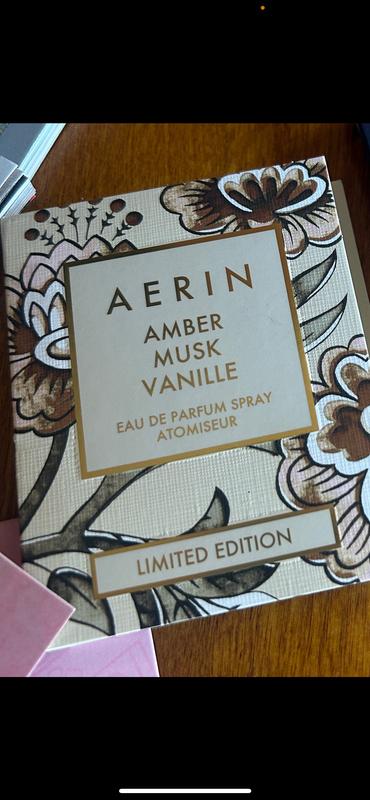 AERIN
AMBER
MUSK
VANILLE
EAU DE PARFUM SPRAY
ATOMISEUR
LIMITED EDITION